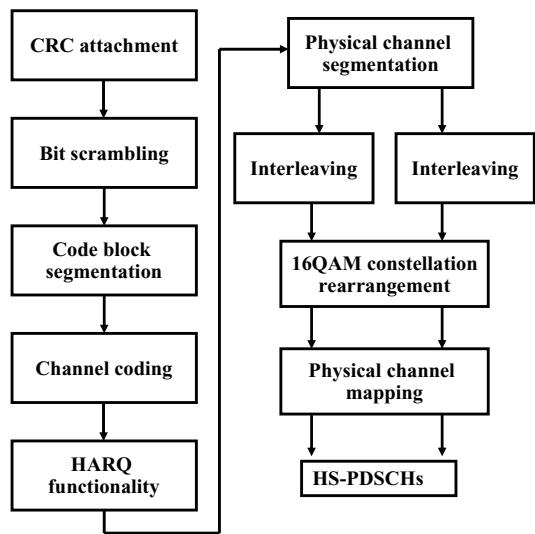 CRC attachment
Bit scrambling
Code block
segmentation
Channel coding
HARQ
functionality
Physical channel
segmentation
Interleaving
Interleaving
16QAM constellation
rearrangement
Physical channel
mapping
HS-PDSCHs